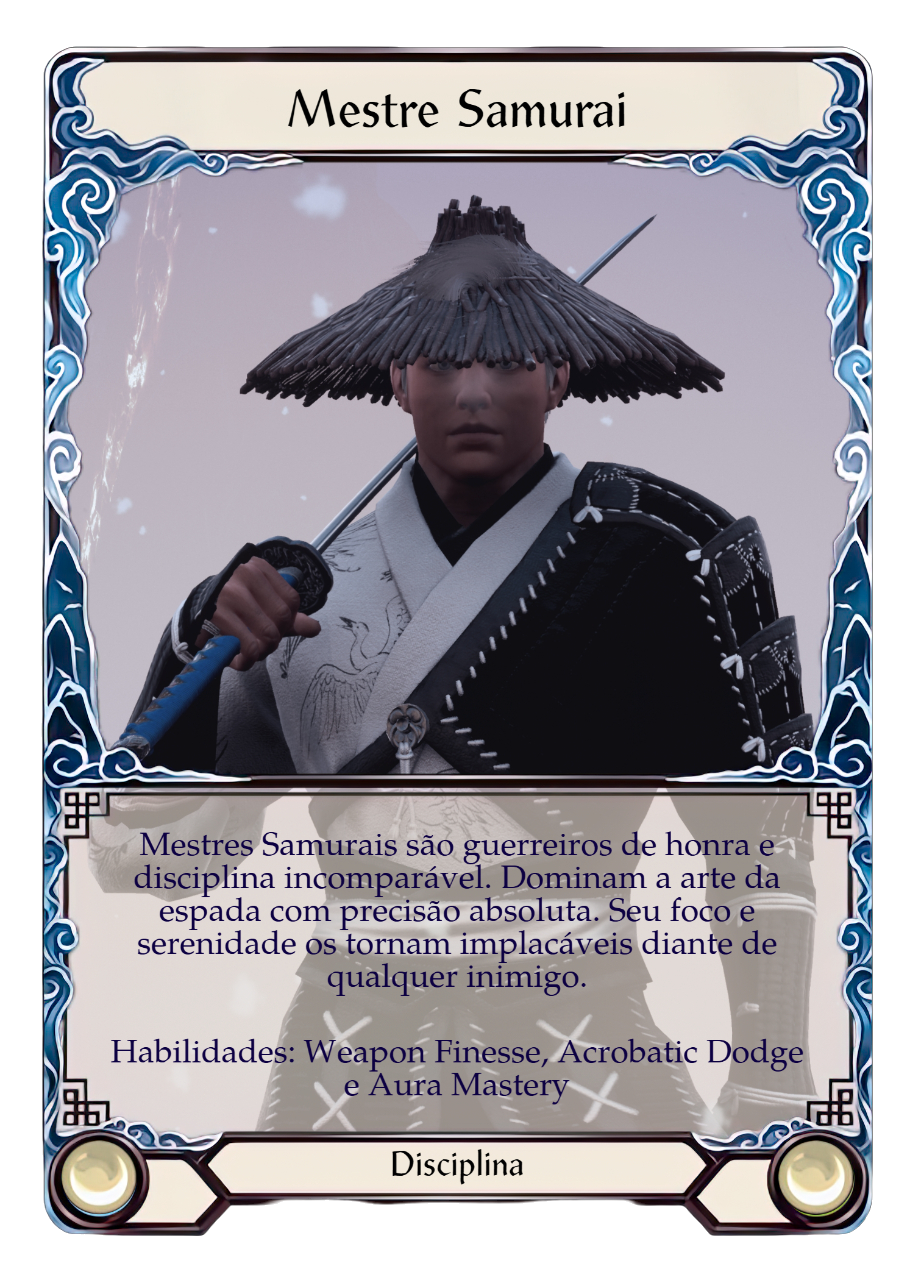 Mestre Samurai
Mestres Samurais são guerreiros de honra e
disciplina incomparável. Dominam a arte da
espada com precisão absoluta. Seu foco e
serenidade os tornam implacáveis diante de
qualquer inimigo.
Habilidades: Weapon Finesse, Acrobatic Dodge
e Aura Mastery
Disciplina